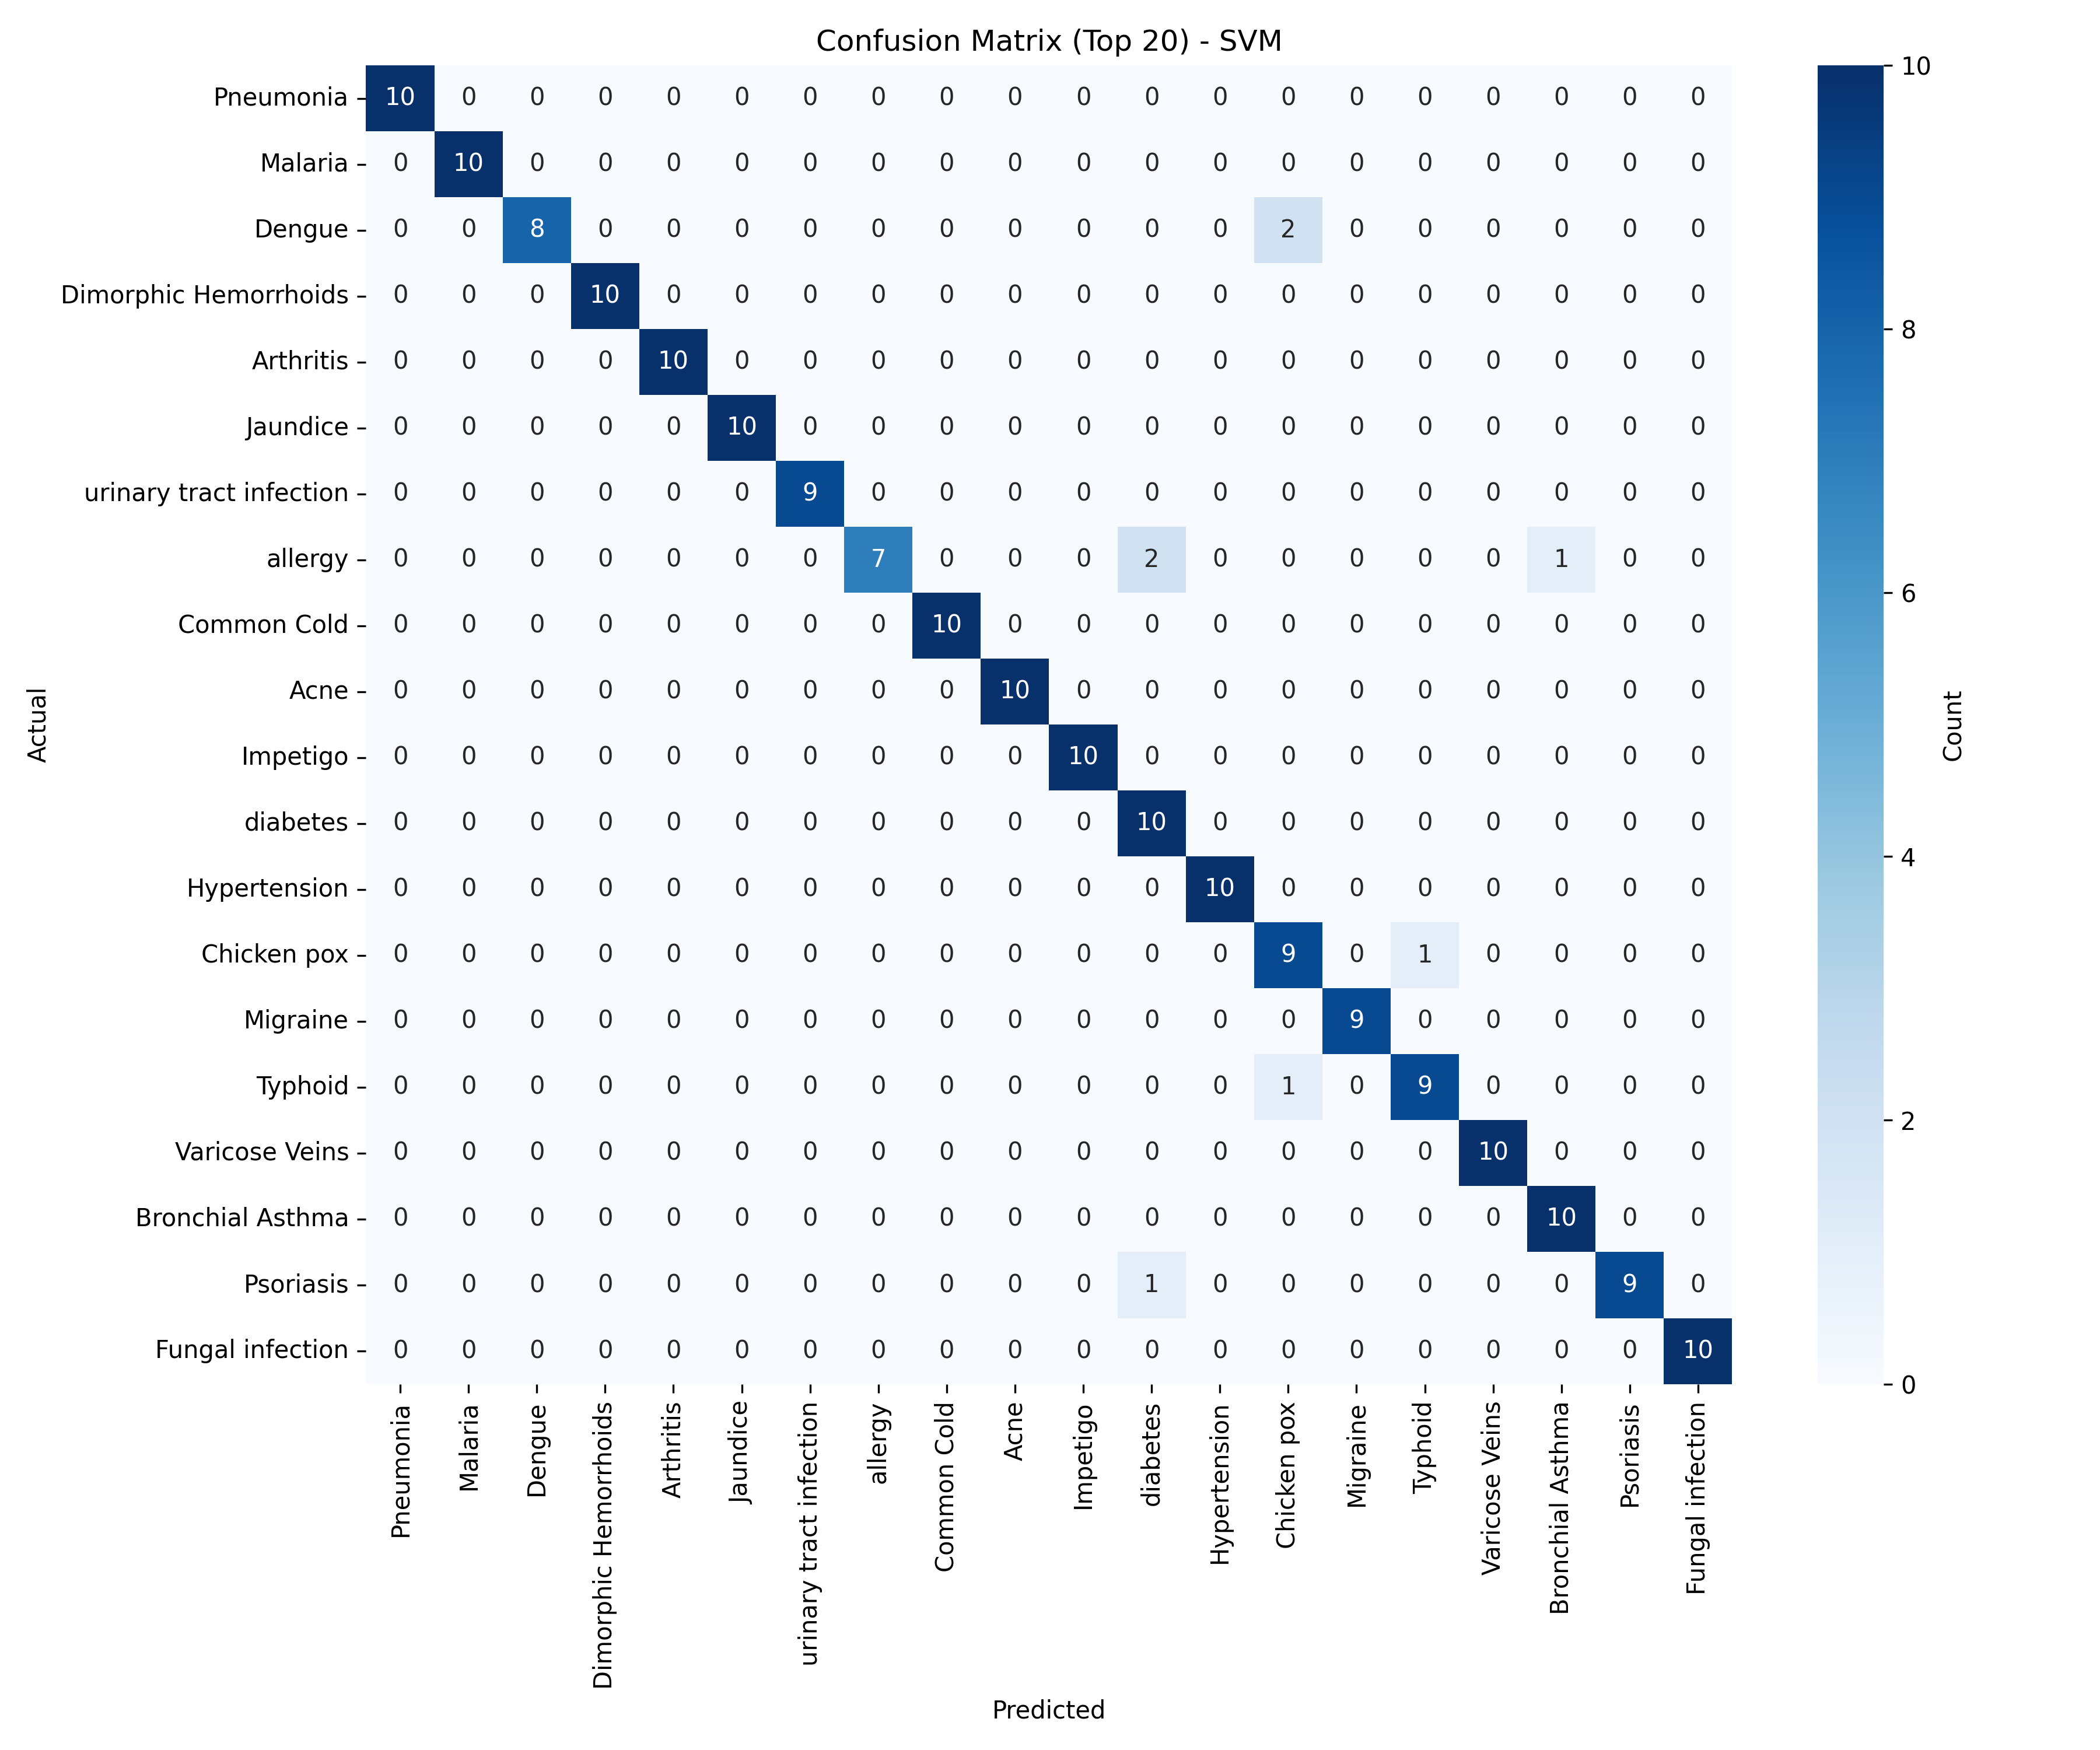 Confusion Matrix (Top 20) - SVM
Pneumonia 10 0 0 0 0 0 0 0 0 0 0 0 0 0 0 0 0 0 0 0
Malaria 0 10 0 0 0 0 0 0 0 0 0 0 0 0 0 0 0 0 0 0
Dengue 0 0 8 0 0 0 0 0 0 0 0 0 0 2 0 0 0 0 0 0
Dimorphic Hemorrhoids 0 0 0 10 0 0 0 0 0 0 0 0 0 0 0 0 0 0 0 0
Arthritis 0 0 0 0 10 0 0 0 0 0 0 0 0 0 0 0 0 0 0 0
Jaundice 0 0 0 0 0 10 0 0 0 0 0 0 0 0 0 0 0 0 0 0
urinary tract infection 0 0 0 0 0 0 9 0 0 0 0 0 0 0 0 0 0 0 0 0
allergy 0 0 0 0 0 0 0 7 0 0 0 2 0 0 0 0 0 1 0 0
Common Cold 0 0 0 0 0 0 0 0 10 0 0 0 0 0 0 0 0 0 0 0
Acne 0 0 0 0 0 0 0 0 0 10 0 0 0 0 0 0 0 0 0 0
Impetigo 0 0 0 0 0 0 0 0 0 0 10 0 0 0 0 0 0 0 0 0
diabetes 0 0 0 0 0 0 0 0 0 0 0 10 0 0 0 0 0 0 0 0
Hypertension 0 0 0 0 0 0 0 0 0 0 0 0 10 0 0 0 0 0 0 0
Chicken pox 0 0 0 0 0 0 0 0 0 0 0 0 0 9 0 1 0 0 0 0
Migraine 0 0 0 0 0 0 0 0 0 0 0 0 0 0 9 0 0 0 0 0
Typhoid 0 0 0 0 0 0 0 0 0 0 0 0 0 1 0 9 0 0 0 0
Varicose Veins 0 0 0 0 0 0 0 0 0 0 0 0 0 0 0 0 10 0 0 0
Bronchial Asthma 0 0 0 0 0 0 0 0 0 0 0 0 0 0 0 0 0 10 0 0
Psoriasis 0 0 0 0 0 0 0 0 0 0 0 1 0 0 0 0 0 0 9 0
Fungal infection 0 0 0 0 0 0 0 0 0 0 0 0 0 0 0 0 0 0 0 10
Actual
Pneumonia
Malaria
Dengue
Dimorphic Hemorrhoids
Arthritis
Jaundice
urinary tract infection
allergy
Common Cold
Acne
Impetigo
diabetes
Hypertension
Chicken pox
Migraine
Typhoid
Varicose Veins
Bronchial Asthma
Psoriasis
Fungal infection
Predicted
10
8
6
4
2
0
Count